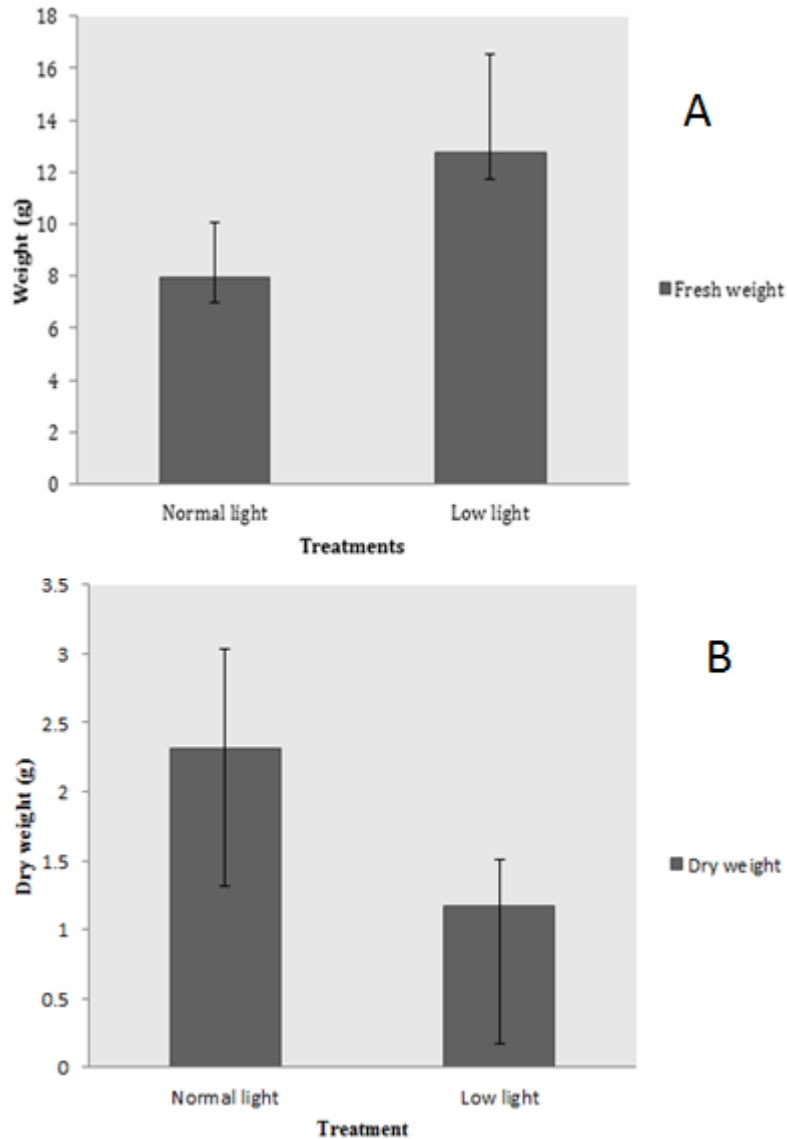 18
16
14
12
10
8
6
4
2
0
Weight (g)
Normal light
Low light
Treatments
A
Fresh weight
3.5
3
2.5
2
1.5
1
0.5
0
Dry weight (g)
Normal light
Low light
Treatment
B
Dry weight